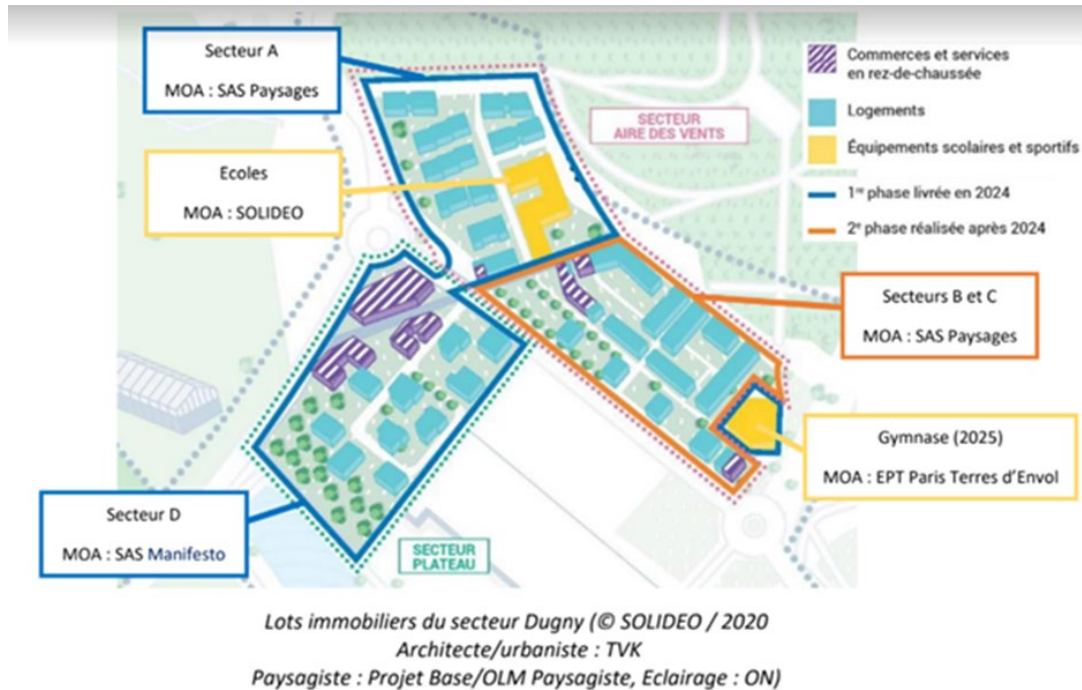 Secteur A
MOA : SAS Paysages
Ecoles
MOA : SOLIDEO
SECTEUR
AIRE DES VENTS
Commerces et services
en rez-de-chaussée
Logements
Équipements scolaires et sportifs
1re phase livrée en 2024
2e phase réalisée après 2024
Secteurs B et C
MOA : SAS Paysages
Gymnase (2025)
MOA : EPT Paris Terres d’Envol
Secteur D
MOA : SAS Manifesto
SECTEUR
PLATEAU
Lots immobiliers du secteur Dugny (© SOLIDEO / 2020
Architecte/urbaniste : TVK
Paysagiste : Projet Base/OLM Paysagiste, Eclairage : ON)